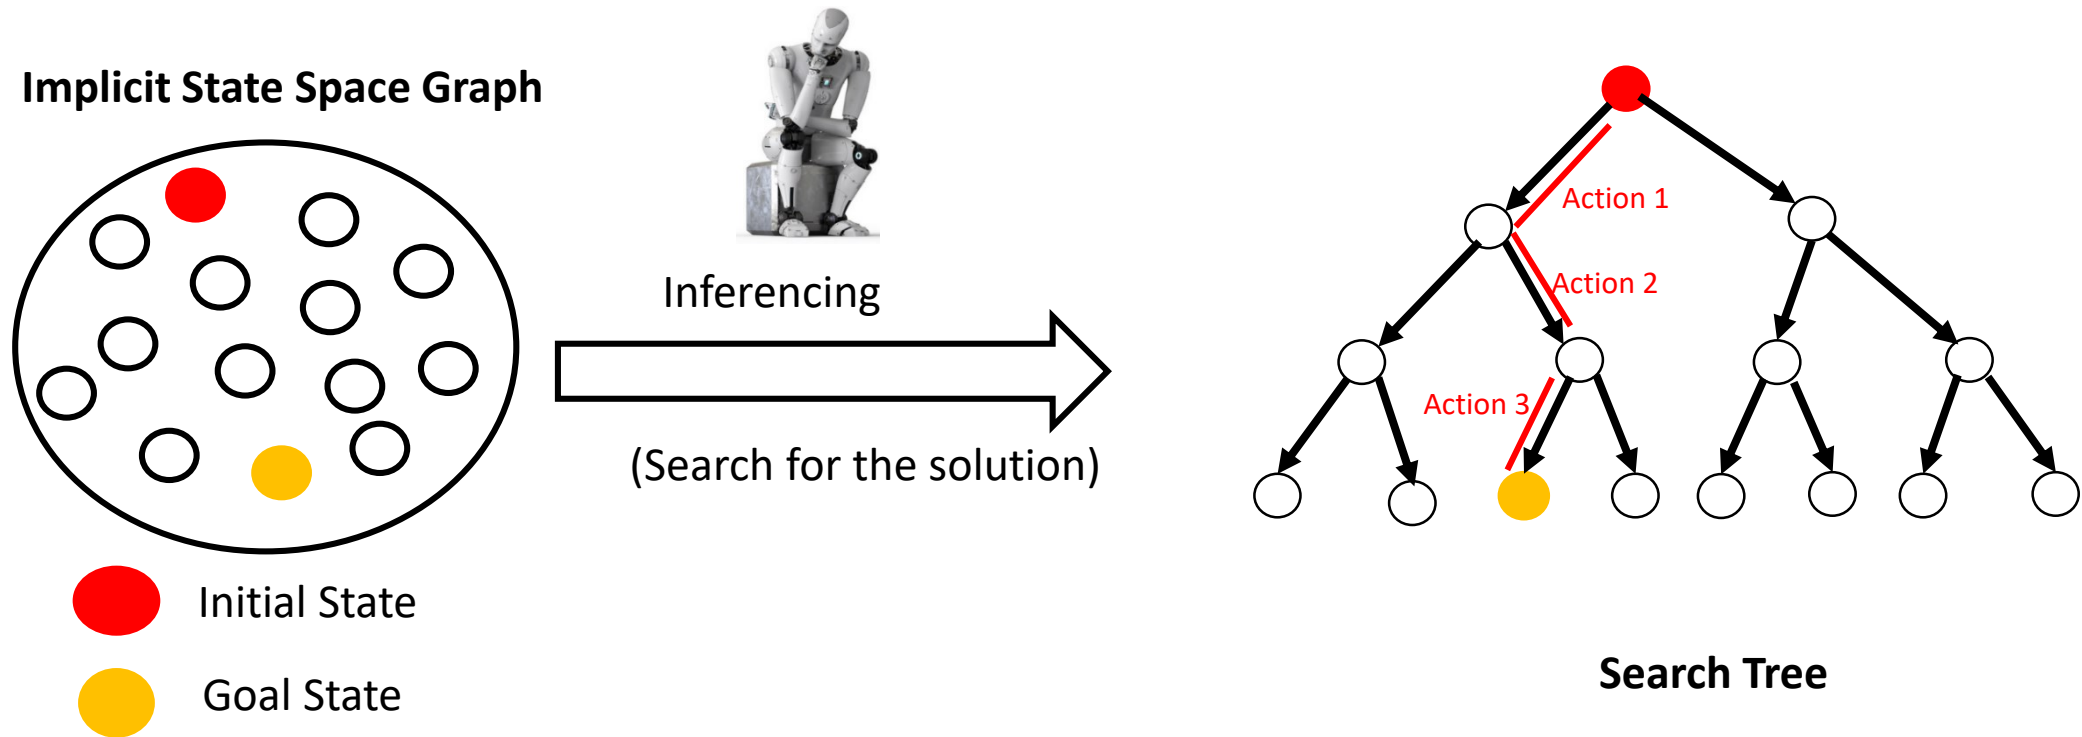 Implicit State Space Graph
Initial State
Goal State
Inferencing
(Search for the solution)
Action 1
Action 2
Action 3
Search Tree